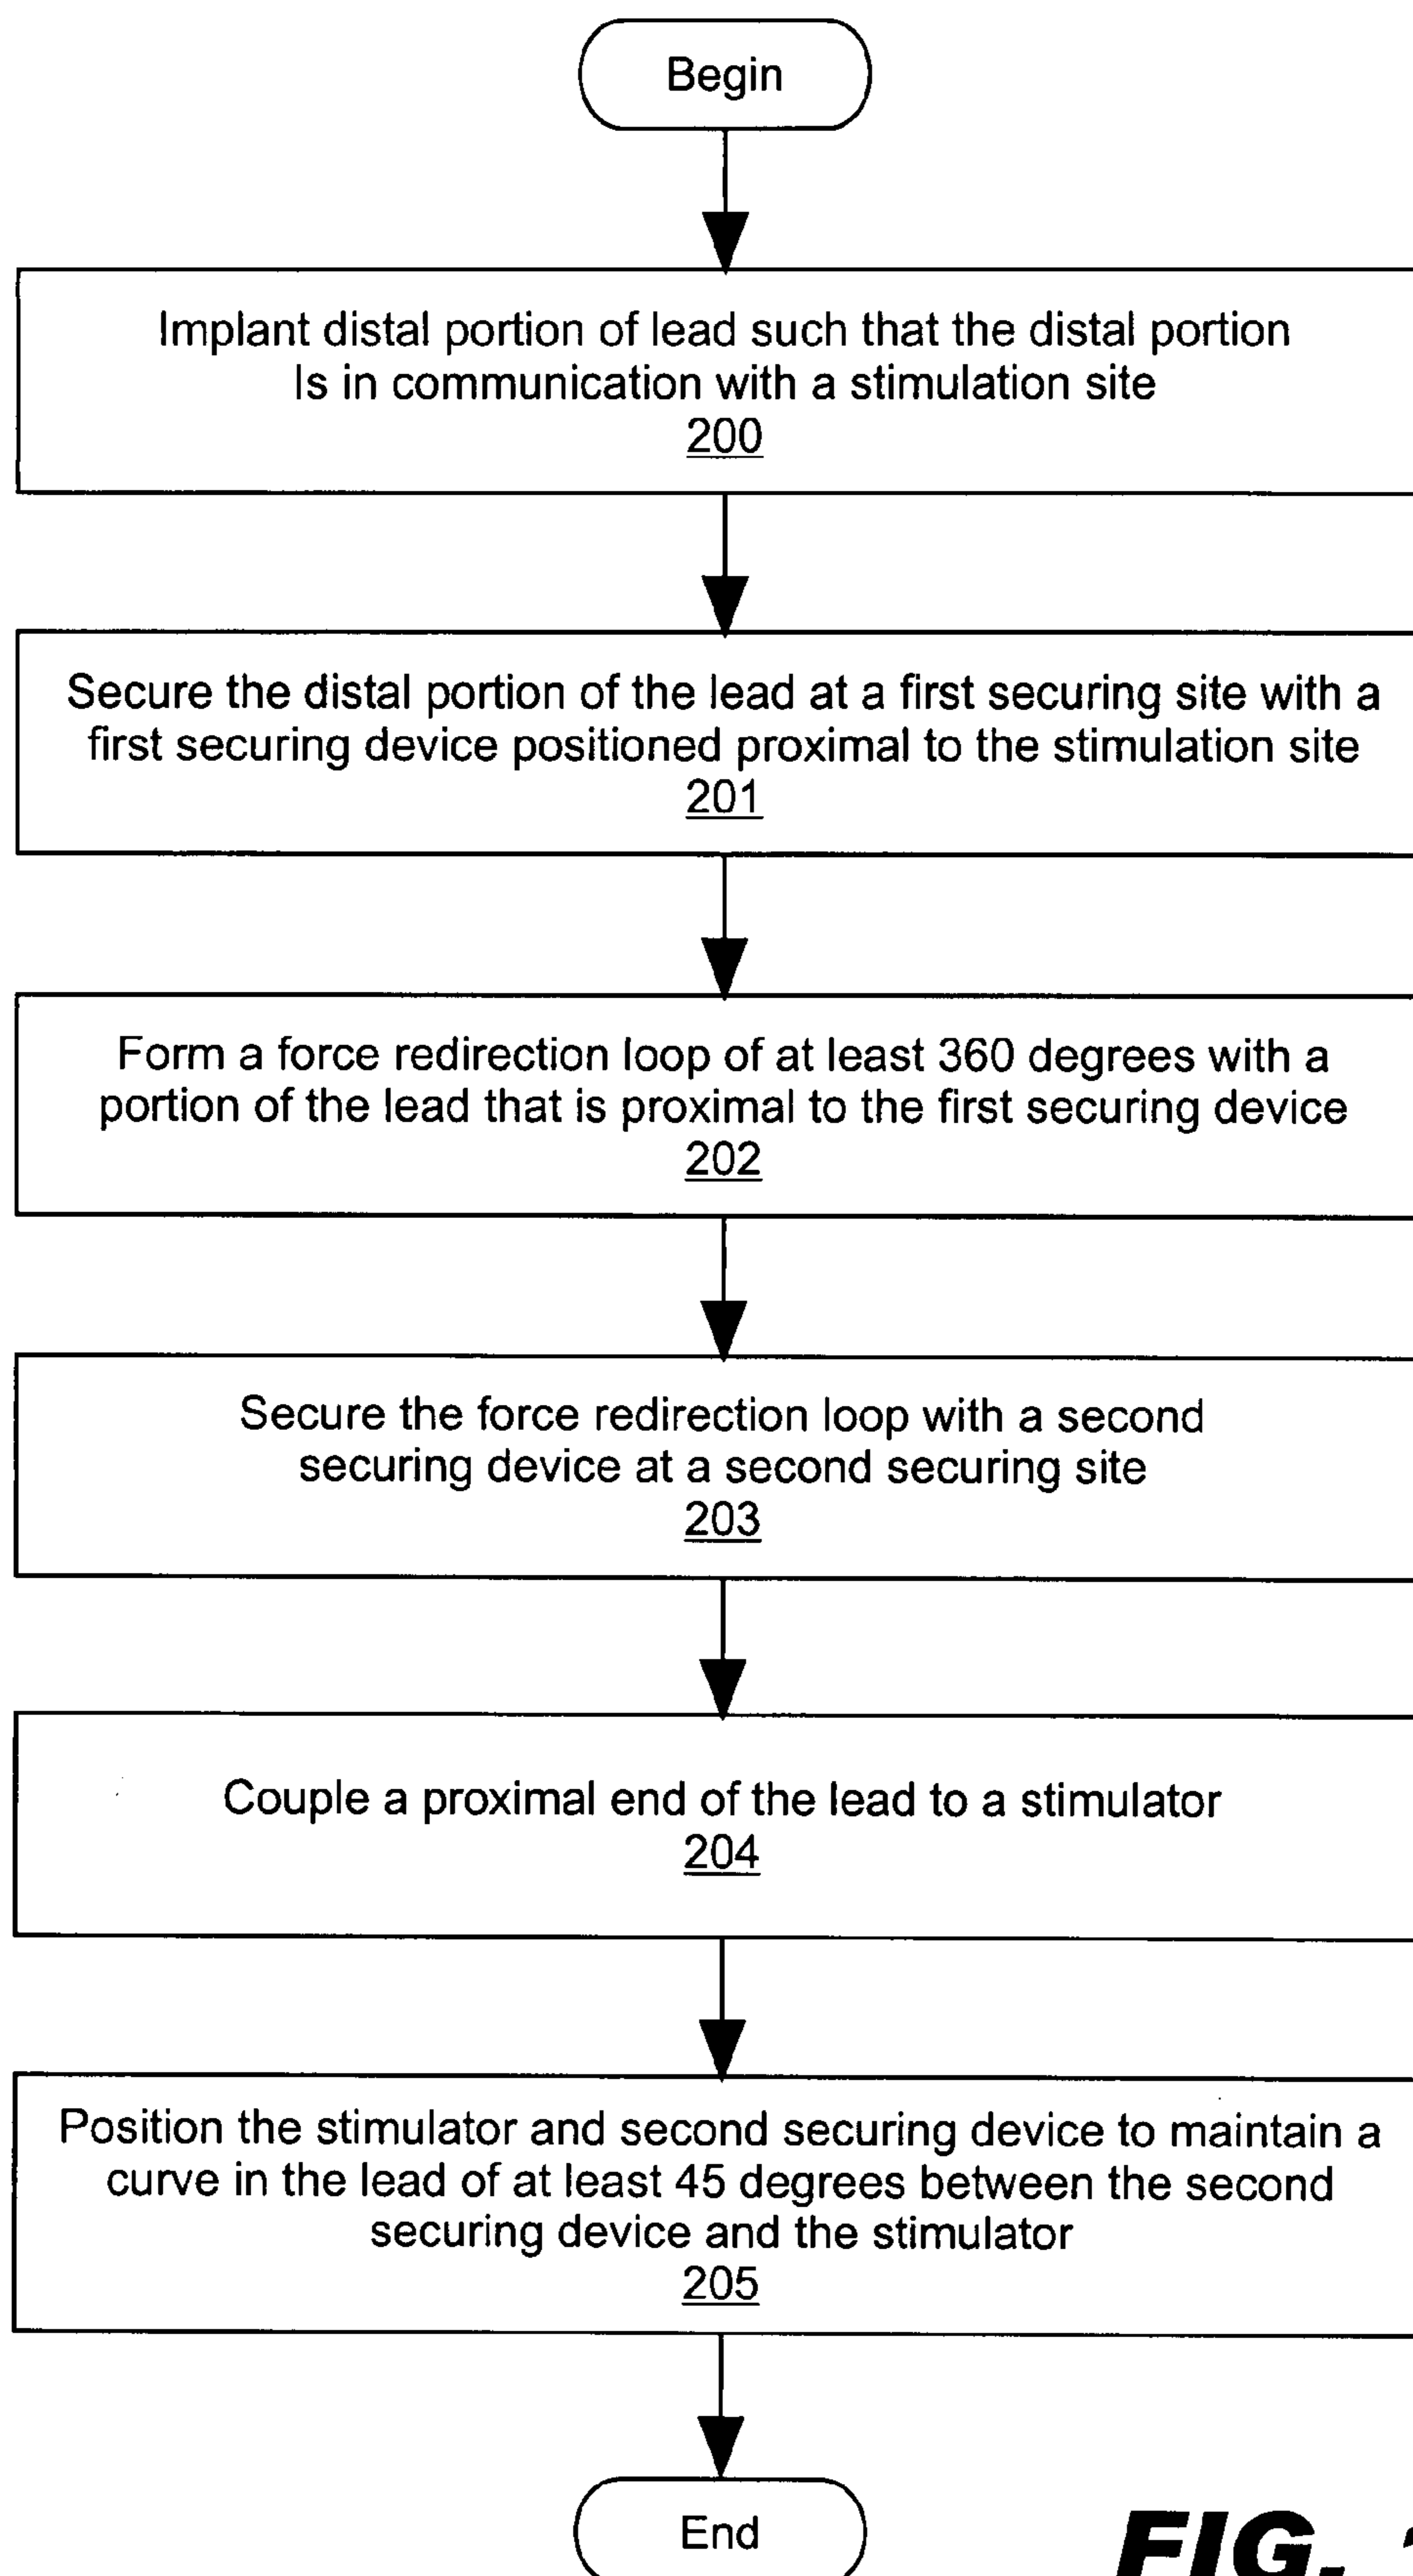 Begin
Implant distal portion of lead such that the distal portion
Is in communication with a stimulation site
200
Secure the distal portion of the lead at a first securing site with a
first securing device positioned proximal to the stimulation site
201
Form a force redirection loop of at least 360 degrees with a
portion of the lead that is proximal to the first securing device
202
Secure the force redirection loop with a second
securing device at a second securing site
203
Couple a proximal end of the lead to a stimulator
204
Position the stimulator and second securing device to maintain a
curve in the lead of at least 45 degrees between the second
securing device and the stimulator
205
End
FIG.